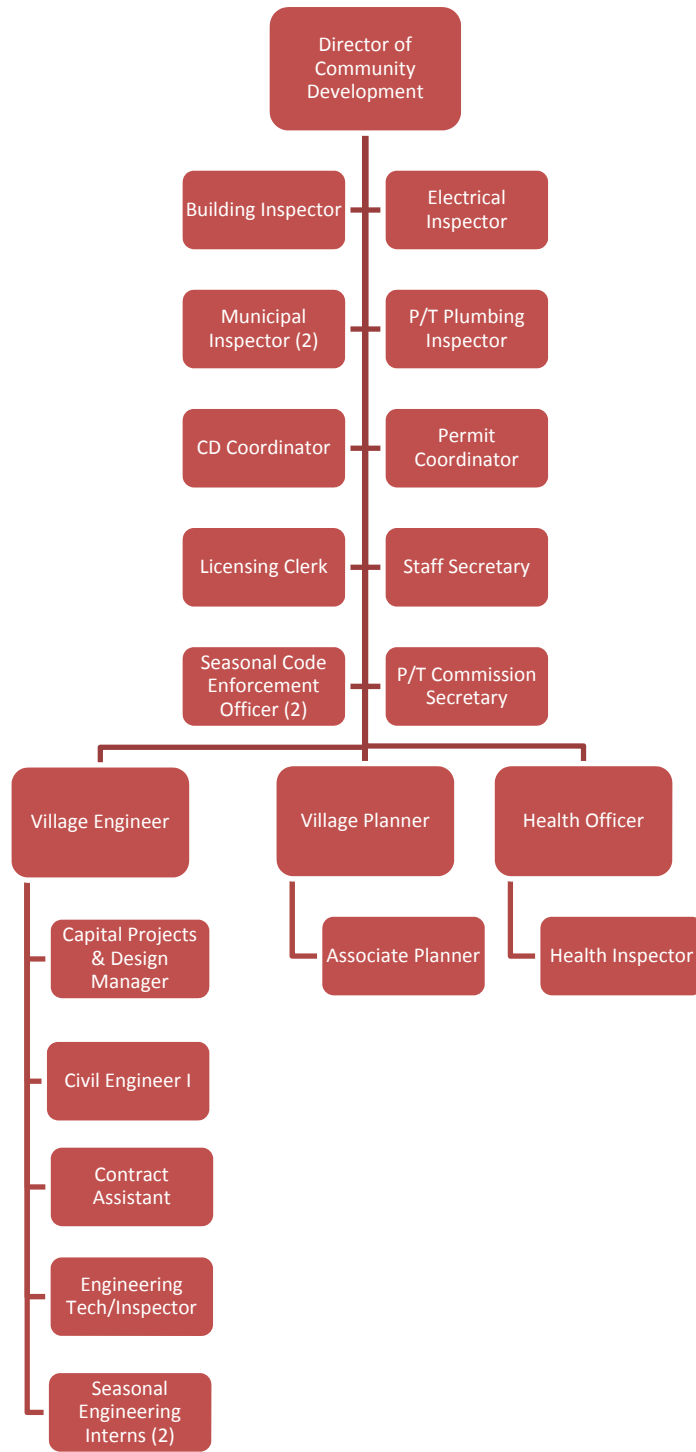 Director of
Community
Development
Building Inspector
Electrical
Inspector
Municipal
Inspector (2)
P/T Plumbing
Inspector
CD Coordinator
Permit
Coordinator
Licensing Clerk
Staff Secretary
Seasonal Code
Enforcement
Officer (2)
P/T Commission
Secretary
Village Engineer
Village Planner
Health Officer
Capital Projects
& Design
Manager
Associate Planner
Health Inspector
Civil Engineer I
Contract
Assistant
Engineering
Tech/Inspector
Seasonal
Engineering
Interns (2)